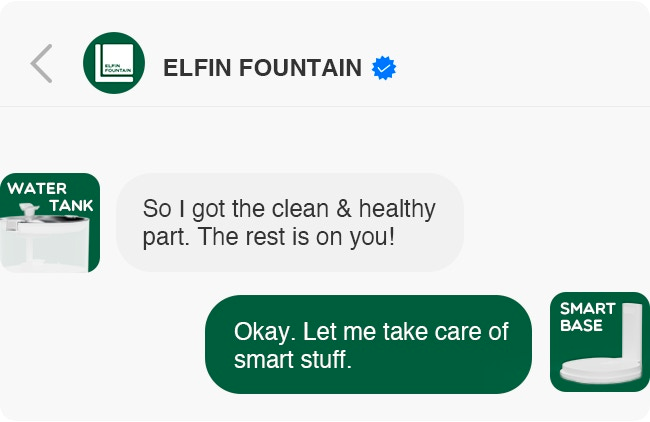 ELFIN
FOUNTAIN
ELFIN FOUNTAIN
WATER
TANK
So I got the clean & healthy
part. The rest is on you!
Okay. Let me take care of
smart stuff.
SMART
BASE